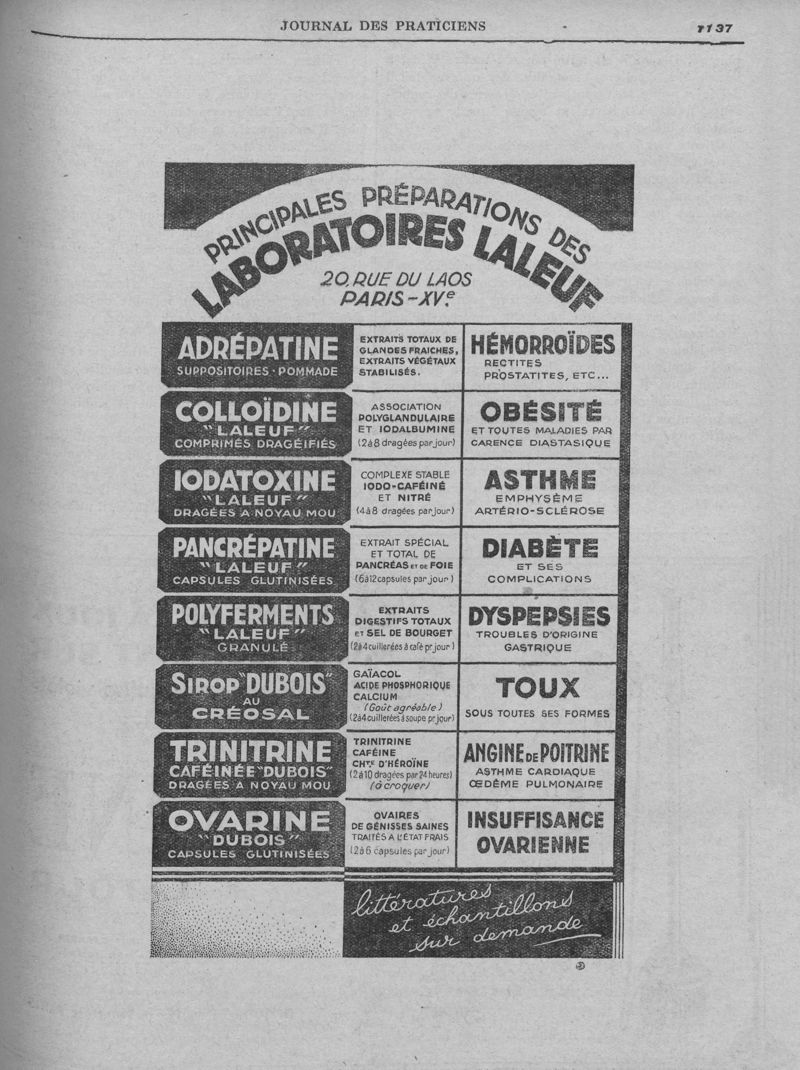 JOURNAL DES PRATICIENS
1137
PRINCIPALES PRÉPARATIONS DES
LABORATOIRES LALEUF
20, RUE DU LAOS
PARIS-XVe.
ADRÉPATINE
SUPPOSITOIRES - POMMADE
EXTRAITS TOTAUX DE
GLANDES FRAICHES,
EXTRAITS VÉGÉTAUX
STABILISÉS.
HÉMORROÏDES
RECTITES
PROSTATITES, ETC...
COLLOÏDINE
"LALEUF"
COMPRIMÉS DRAGÉIFIÉS
ASSOCIATION
POLYGLANDULAIRE
ET IODALBUMINE
(2 à 8 dragées par jour)
OBÉSITÉ
ET TOUTES MALADIES PAR
CARENCE DIASTASIQUE
IODATOXINE
"LALEUF"
DRAGÉES A NOYAU MOU
COMPLEXE STABLE
IODO-CAFÉINÉ
ET NITRÉ
(4 à 8 dragées par jour)
ASTHME
EMPHYSÈME
ARTÉRIO-SCLÉROSE
PANCRÉPATINE
"LALEUF"
CAPSULES GLUTINISÉES
EXTRAIT SPÉCIAL
ET TOTAL DE
PANCRÉAS ET DE FOIE
(6 à 12 capsules par jour)
DIABÈTE
ET SES
COMPLICATIONS
POLYFERMENTS
"LALEUF"
GRANULÉ
EXTRAITS
DIGESTIFS TOTAUX
ET SEL DE BOURGET
(2 à 4 cuillerées à café pr jour)
DYSPEPSIES
TROUBLES D'ORIGINE
GASTRIQUE
SIROP "DUBOIS"
AU
CRÉOSAL
GAÏACOL
ACIDE PHOSPHORIQUE
CALCIUM
(Goût agréable)
(2 à 4 cuillerées à soupe pr jour)
TOUX
SOUS TOUTES SES FORMES
TRINITRINE
CAFÉINÉE "DUBOIS"
DRAGÉES A NOYAU MOU
TRINITRINE
CAFÉINE
CHTE D'HÉROÏNE
(2 à 10 dragées par 24 heures)
(à croquer)
ANGINE DE POITRINE
ASTHME CARDIAQUE
ŒDÈME PULMONAIRE
OVARINE
"DUBOIS"
CAPSULES GLUTINISÉES
OVAIRES
DE GÉNISSES SAINES
TRAITÉS A L'ÉTAT FRAIS
(2 à 6 capsules par jour)
INSUFFISANCE
OVARIENNE
littératures
et échantillons
sur demande